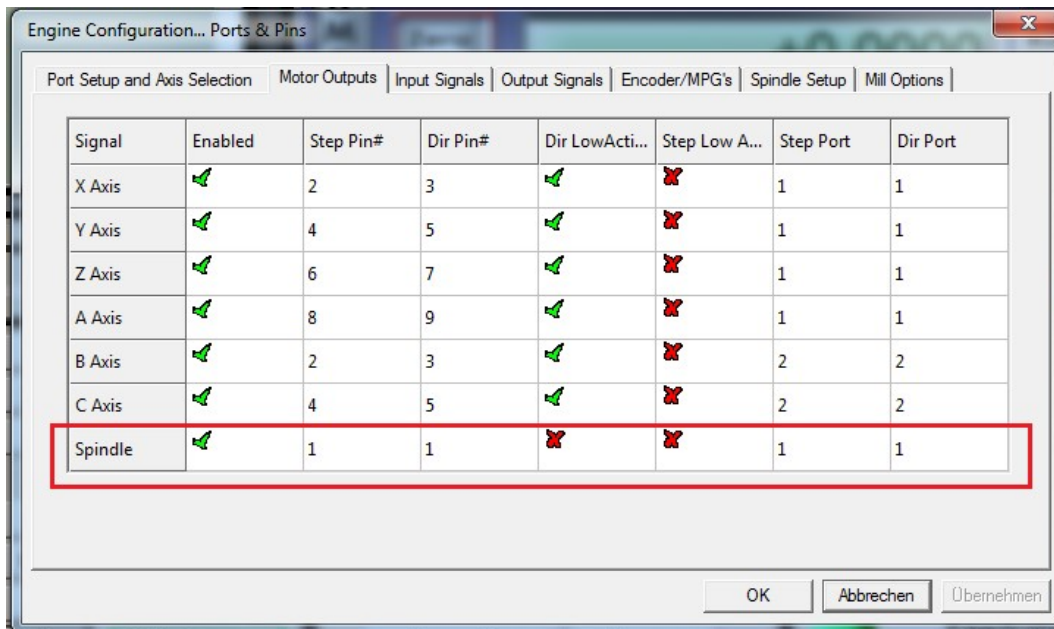 Engine Configuration... Ports & Pins
Port Setup and Axis Selection Motor Outputs Input Signals Output Signals Encoder/MPG's Spindle Setup Mill Options
Signal Enabled Step Pin# Dir Pin# Dir LowActi... Step Low A... Step Port Dir Port
X Axis 2 3 1 1
Y Axis 4 5 1 1
Z Axis 6 7 1 1
A Axis 8 9 1 1
B Axis 2 3 2 2
C Axis 4 5 2 2
Spindle 1 1 1 1
OK Abbrechen Übernehmen